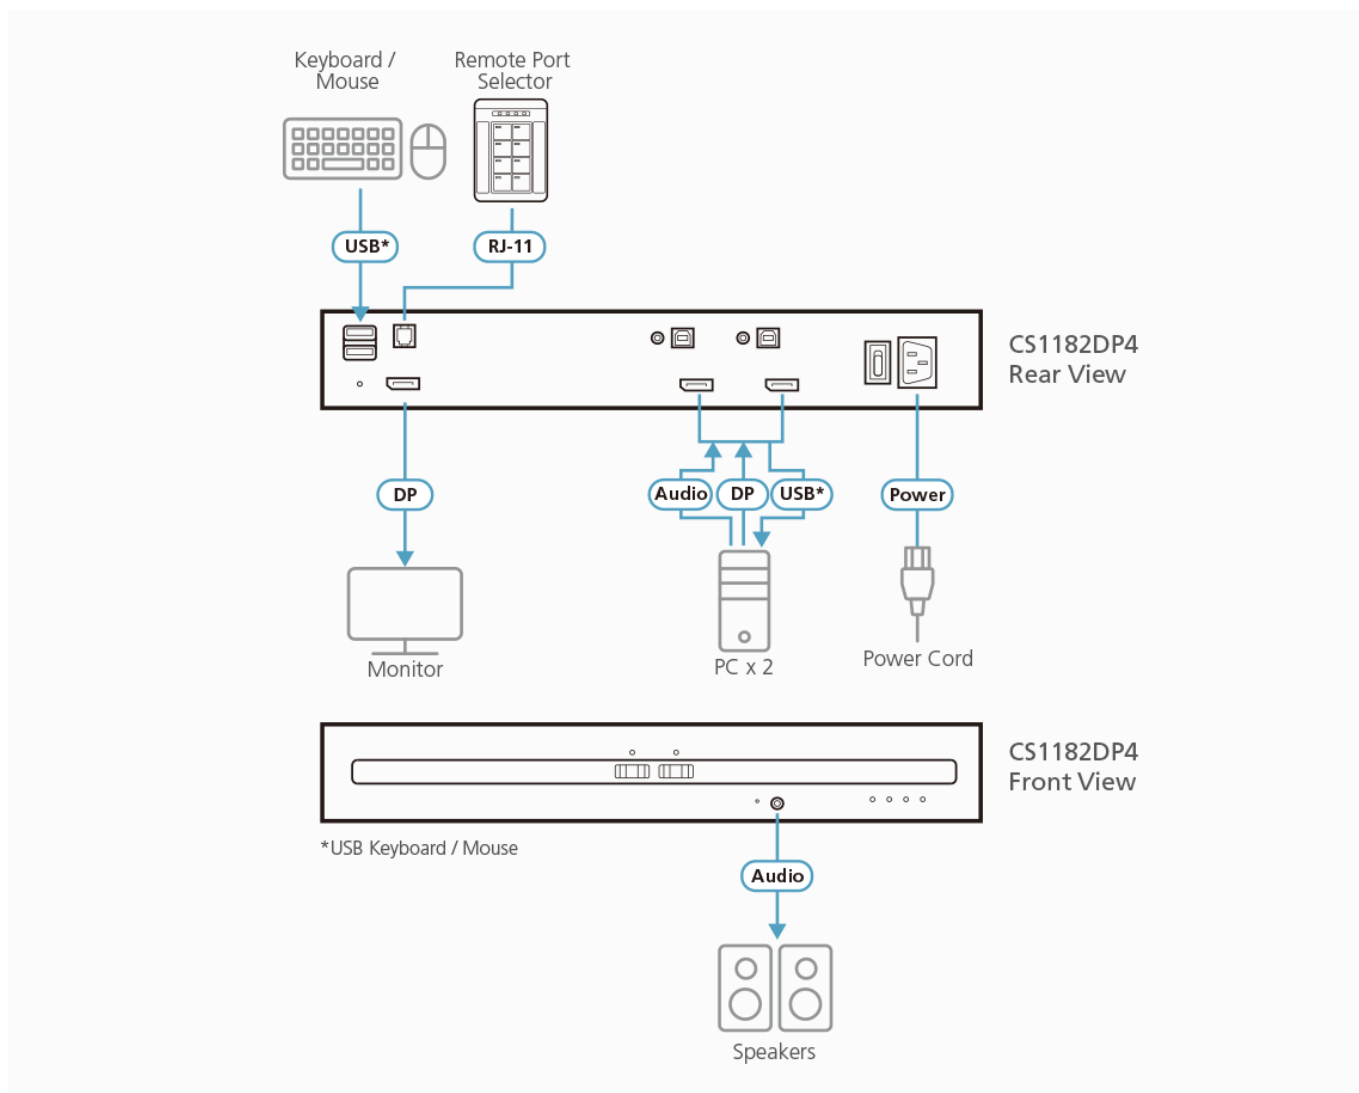 Keyboard /
Mouse
Remote Port
Selector
USB*
RJ-11
CS1182DP4
Rear View
DP
Audio
DP
USB*
Power
Monitor
PC x 2
Power Cord
CS1182DP4
Front View
*USB Keyboard / Mouse
Audio
Speakers